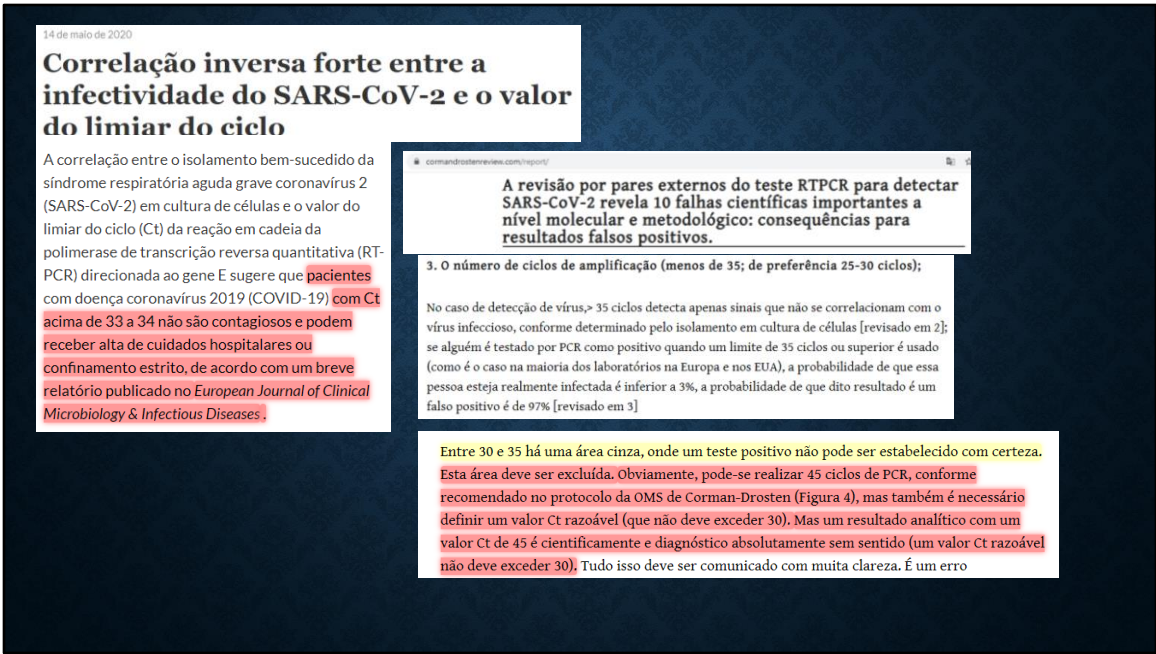 14 de maio de 2020
Correlação inversa forte entre a
infectividade do SARS-CoV-2 e o valor
do limiar do ciclo
A correlação entre o isolamento bem-sucedido da
síndrome respiratória aguda grave coronavírus 2
(SARS-CoV-2) em cultura de células e o valor do
limiar do ciclo (Ct) da reação em cadeia da
polimerase de transcrição reversa quantitativa (RT-
PCR) direcionada ao gene E sugere que pacientes
com doença coronavírus 2019 (COVID-19) com Ct
acima de 33 a 34 não são contagiosos e podem
receber alta de cuidados hospitalares ou
confinamento estrito, de acordo com um breve
relatório publicado no European Journal of Clinical
Microbiology & Infectious Diseases .
cormandrostenreview.com/report/
A revisão por pares externos do teste RTPCR para detectar
SARS-CoV-2 revela 10 falhas científicas importantes a
nível molecular e metodológico: consequências para
resultados falsos positivos.
3. O número de ciclos de amplificação (menos de 35; de preferência 25-30 ciclos);
No caso de detecção de vírus,> 35 ciclos detecta apenas sinais que não se correlacionam com o
vírus infeccioso, conforme determinado pelo isolamento em cultura de células [revisado em 2];
se alguém é testado por PCR como positivo quando um limite de 35 ciclos ou superior é usado
(como é o caso na maioria dos laboratórios na Europa e nos EUA), a probabilidade de que essa
pessoa esteja realmente infectada é inferior a 3%, a probabilidade de que dito resultado é um
falso positivo é de 97% [revisado em 3]
Entre 30 e 35 há uma área cinza, onde um teste positivo não pode ser estabelecido com certeza.
Esta área deve ser excluída. Obviamente, pode-se realizar 45 ciclos de PCR, conforme
recomendado no protocolo da OMS de Corman-Drosten (Figura 4), mas também é necessário
definir um valor Ct razoável (que não deve exceder 30). Mas um resultado analítico com um
valor Ct de 45 é cientificamente e diagnóstico absolutamente sem sentido (um valor Ct razoável
não deve exceder 30). Tudo isso deve ser comunicado com muita clareza. É um erro